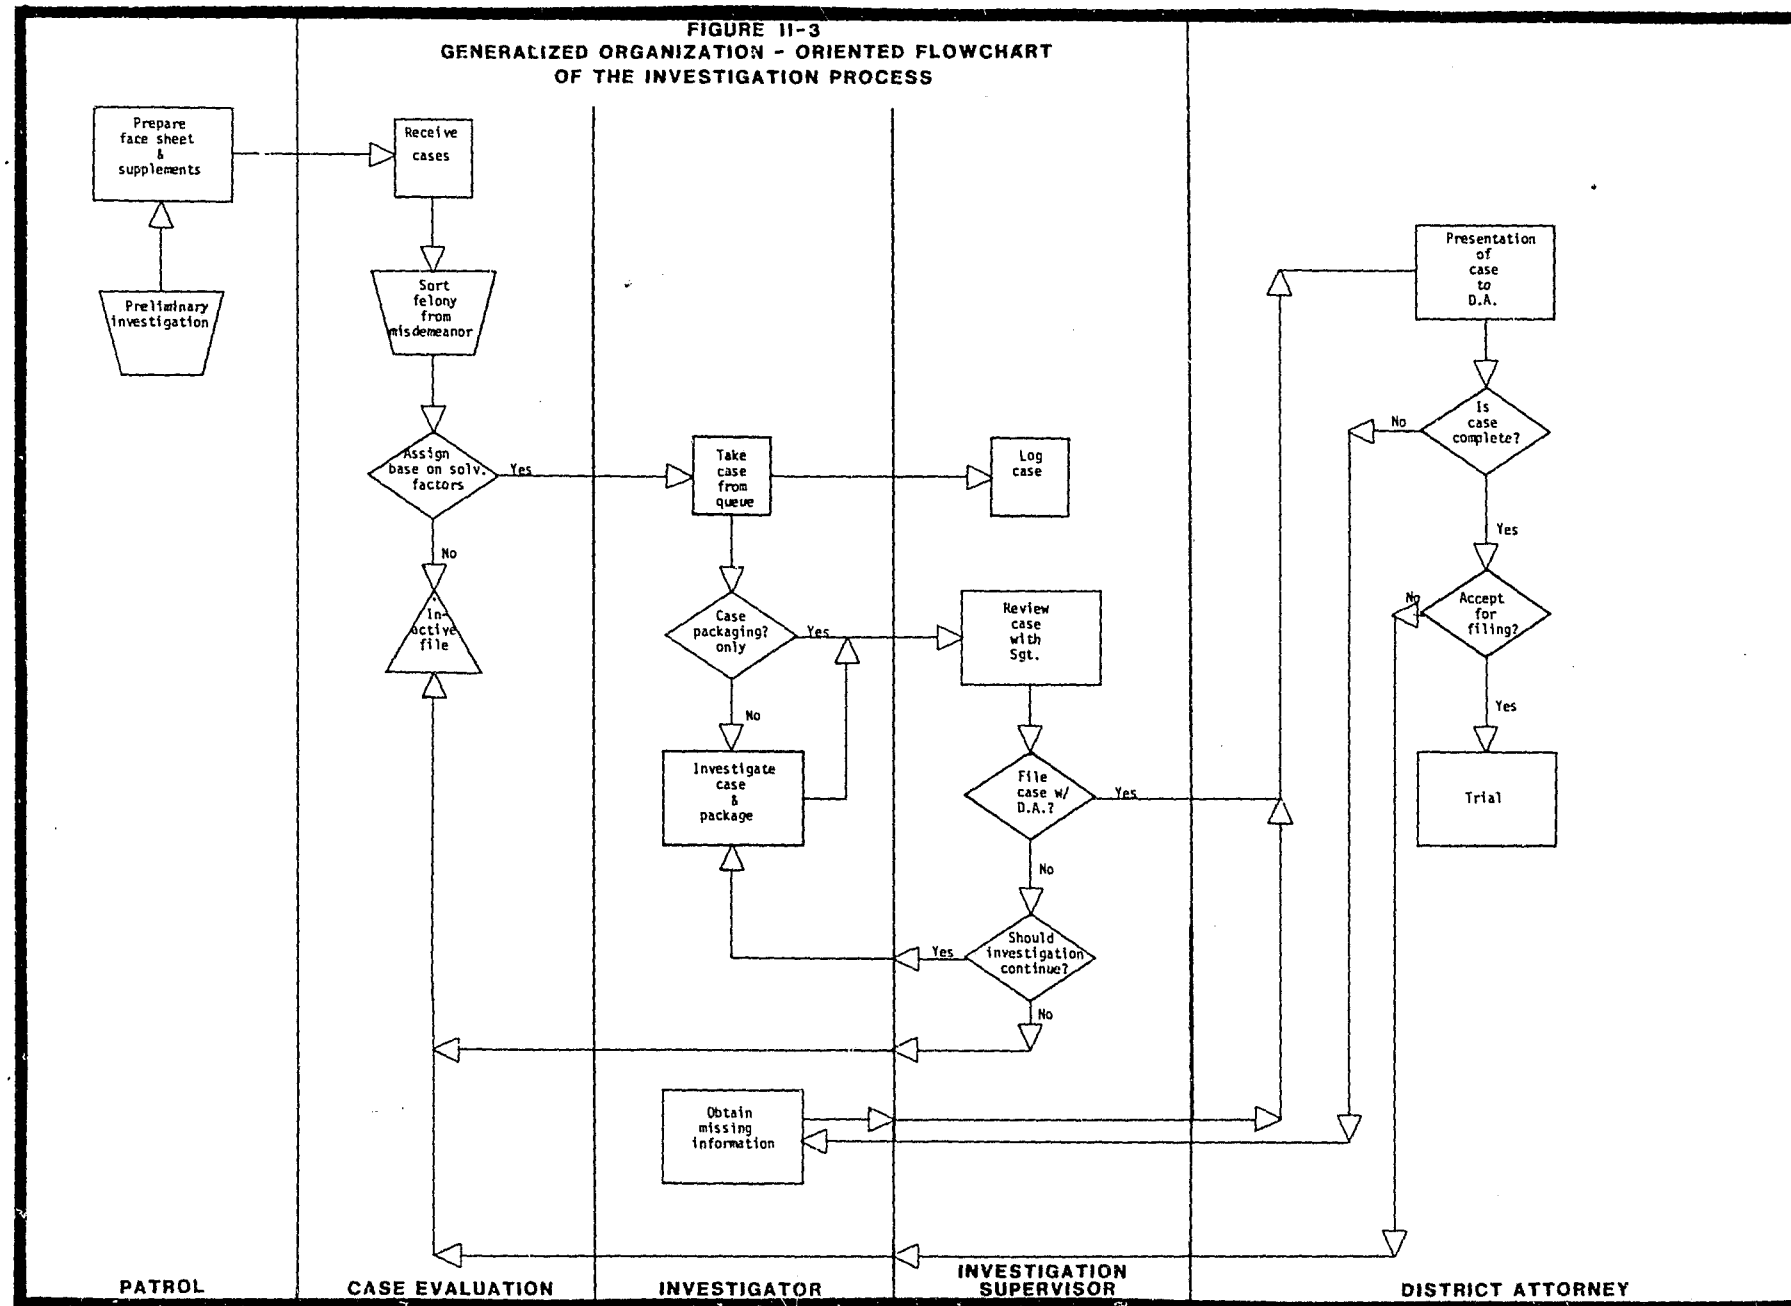 FIGURE II-3
GENERALIZED ORGANIZATION - ORIENTED FLOWCHART
OF THE INVESTIGATION PROCESS
Prepare
face sheet
&
supplements
Preliminary
investigation
Receive
cases
Sort
felony
from
misdemeanor
Assign
base on solv.
factors
Yes
No
In-
active
file
Take
case
from
queue
Log
case
Case
packaging?
only
Yes
No
Investigate
case
&
package
Review
case
with
Sgt.
File
case w/
D.A.?
Yes
No
Should
investigation
continue?
Yes
No
Obtain
missing
information
Presentation
of
case
to
D.A.
Is
case
complete?
No
Yes
Accept
for
filing?
No
Yes
Trial
PATROL
CASE EVALUATION
INVESTIGATOR
INVESTIGATION
SUPERVISOR
DISTRICT ATTORNEY